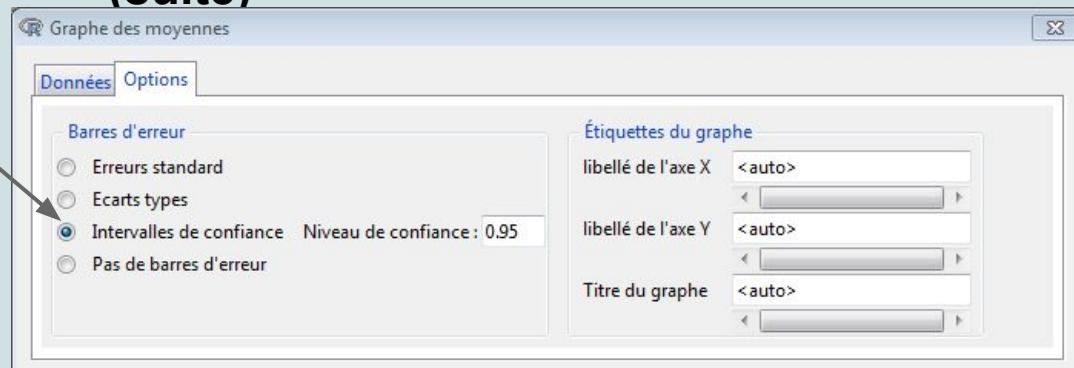 (suite)
Graphe des moyennes
Données Options
Barres d'erreur
Erreurs standard
Ecarts types
Intervalles de confiance Niveau de confiance : 0.95
Pas de barres d'erreur
Étiquettes du graphe
libellé de l'axe X <auto>
libellé de l'axe Y <auto>
Titre du graphe <auto>